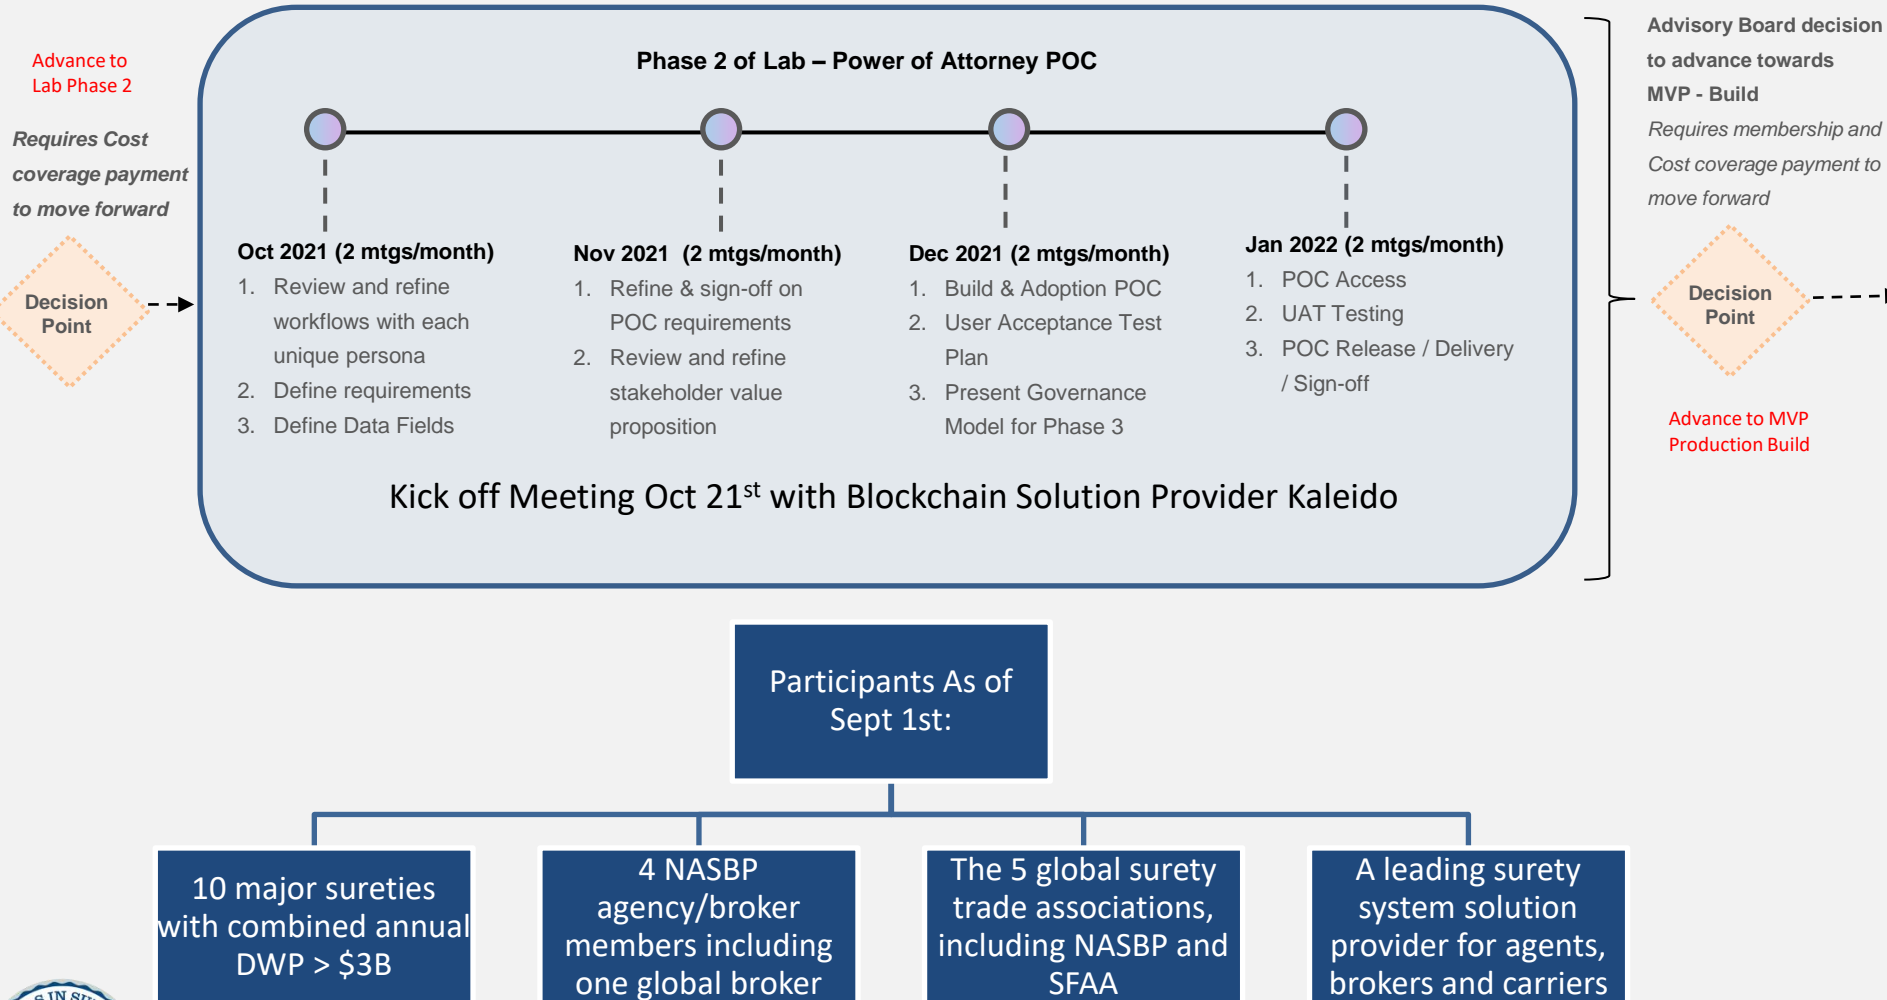 Advance to
Lab Phase 2
Requires Cost
coverage payment
to move forward
Decision
Point
Phase 2 of Lab – Power of Attorney POC
Oct 2021 (2 mtgs/month)
1. Review and refine
workflows with each
unique persona
2. Define requirements
3. Define Data Fields
Nov 2021 (2 mtgs/month)
1. Refine & sign-off on
POC requirements
2. Review and refine
stakeholder value
proposition
Dec 2021 (2 mtgs/month)
1. Build & Adoption POC
2. User Acceptance Test
Plan
3. Present Governance
Model for Phase 3
Jan 2022 (2 mtgs/month)
1. POC Access
2. UAT Testing
3. POC Release / Delivery
/ Sign-off
Kick off Meeting Oct 21st with Blockchain Solution Provider Kaleido
Advisory Board decision
to advance towards
MVP - Build
Requires membership and
Cost coverage payment to
move forward
Decision
Point
Advance to MVP
Production Build
Participants As of
Sept 1st:
10 major sureties
with combined annual
DWP > $3B
4 NASBP
agency/broker
members including
one global broker
The 5 global surety
trade associations,
including NASBP and
SFAA
A leading surety
system solution
provider for agents,
brokers and carriers